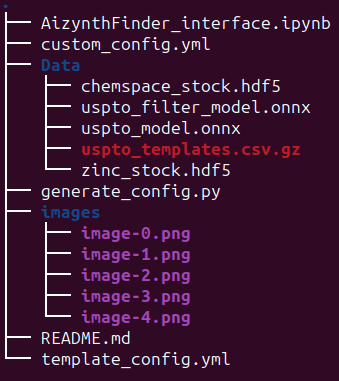 .
AizynthFinder_interface.ipynb
custom_config.yml
Data
chemspace_stock.hdf5
uspto_filter_model.onnx
uspto_model.onnx
uspto_templates.csv.gz
zinc_stock.hdf5
generate_config.py
images
image-0.png
image-1.png
image-2.png
image-3.png
image-4.png
README.md
template_config.yml